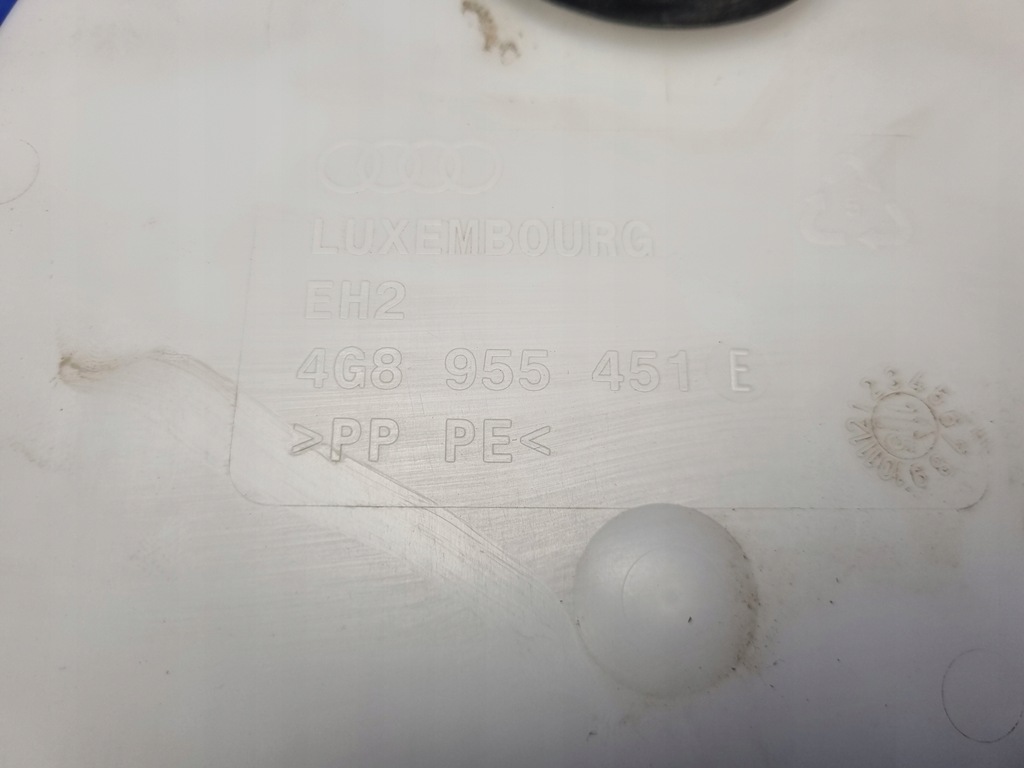 LUXEMBOURG
EH2
4G8 955 451 E
>PP PE<